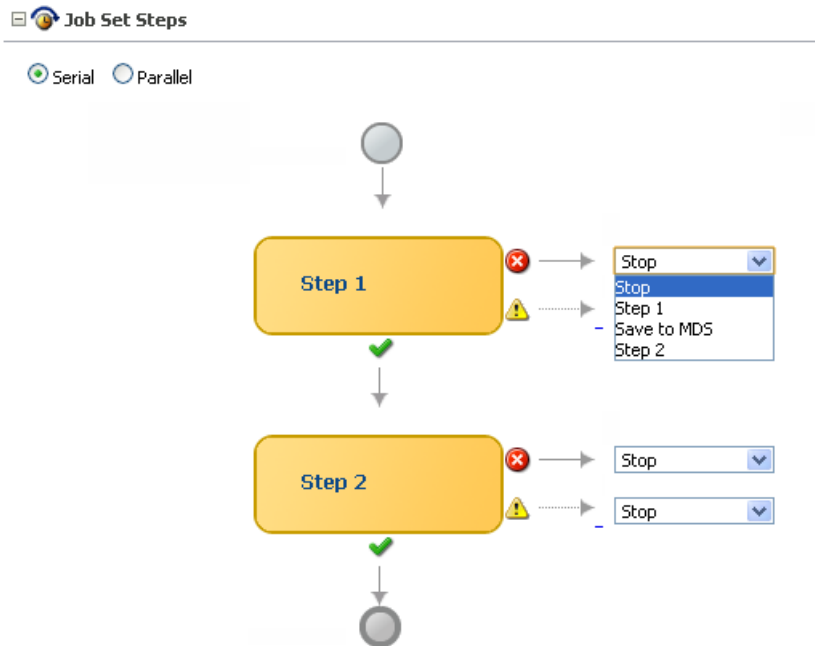 Job Set Steps
Serial Parallel
Step 1
Stop
Stop
Step 1
Save to MDS
Step 2
Step 2
Stop
Stop